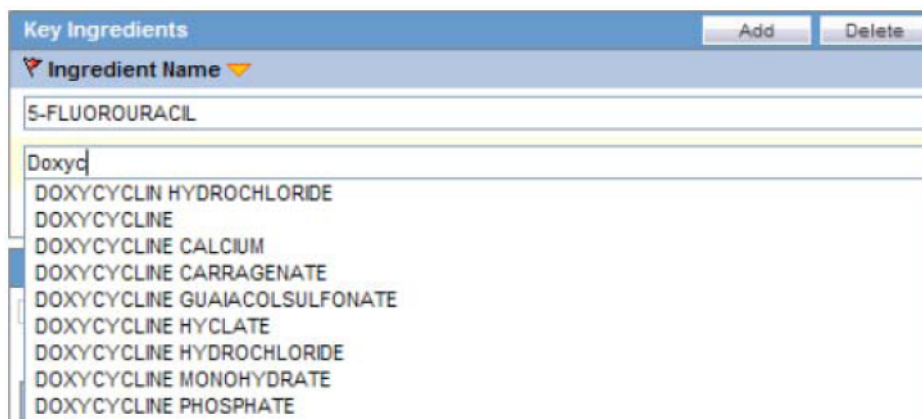 Key Ingredients Add Delete
Ingredient Name
5-FLUOROURACIL
Doxyc
DOXYCYCLIN HYDROCHLORIDE
DOXYCYCLINE
DOXYCYCLINE CALCIUM
DOXYCYCLINE CARRAGENATE
DOXYCYCLINE GUAIACOLSULFONATE
DOXYCYCLINE HYCLATE
DOXYCYCLINE HYDROCHLORIDE
DOXYCYCLINE MONOHYDRATE
DOXYCYCLINE PHOSPHATE